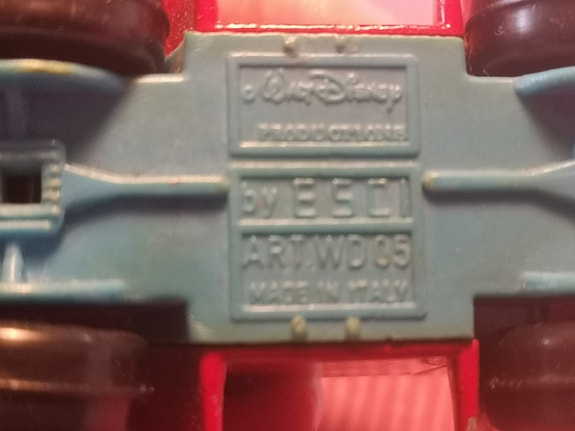 © Walt Disney
PRODUCTIONS
by ESCI
ART. WD 05
MADE IN ITALY